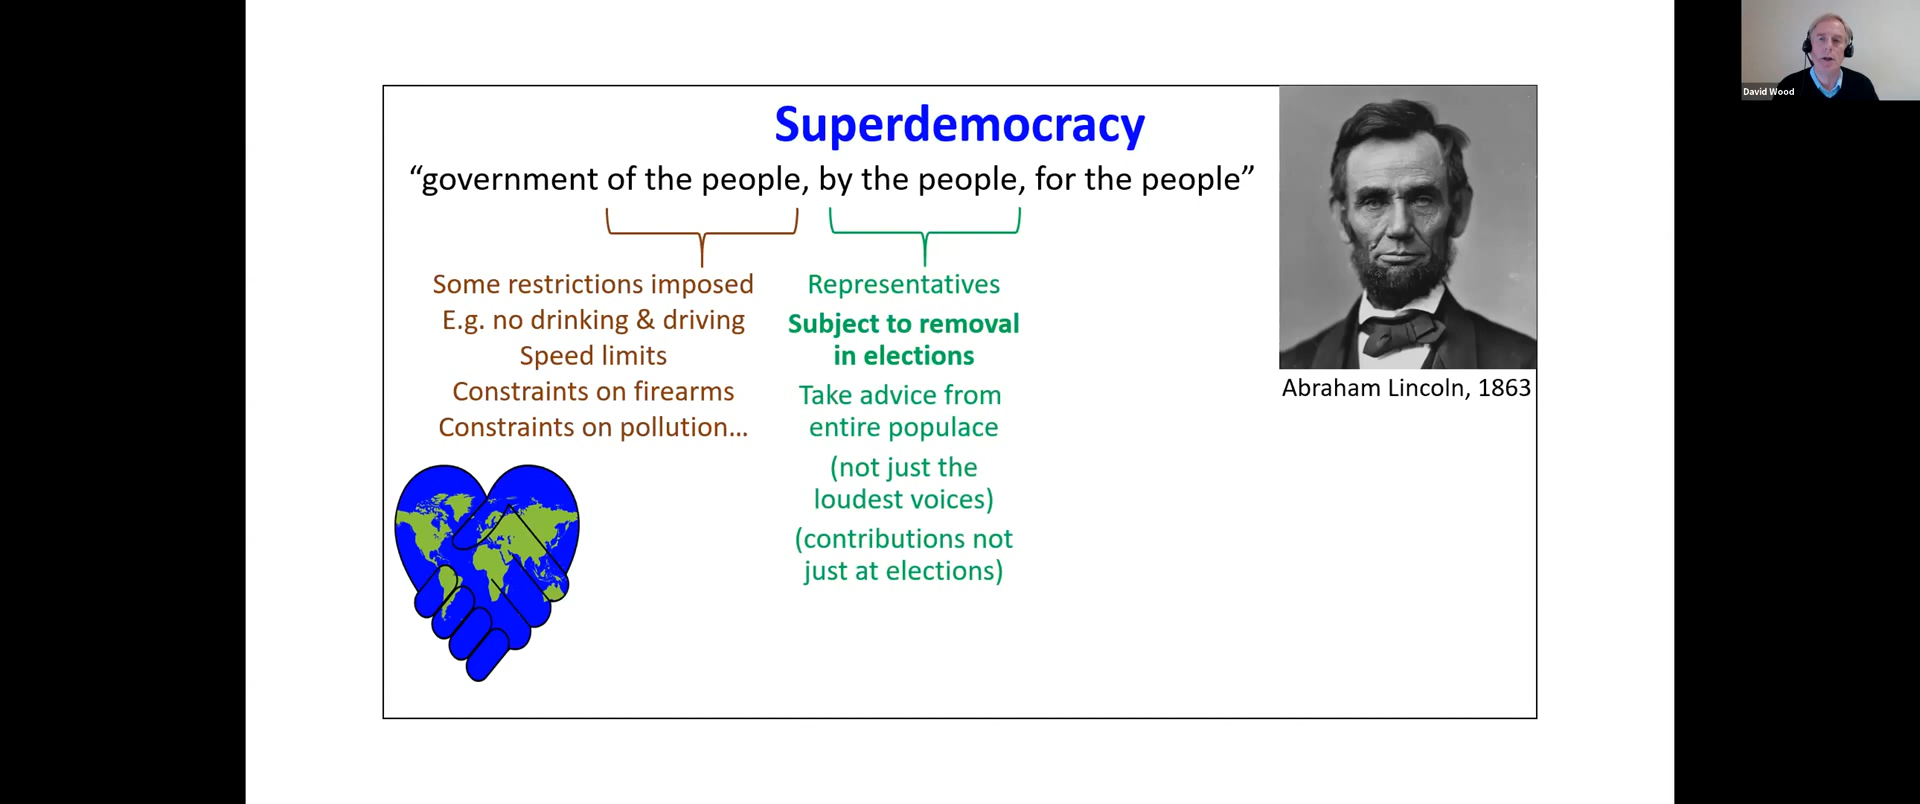 Superdemocracy
“government of the people, by the people, for the people”
Some restrictions imposed
E.g. no drinking & driving
Speed limits
Constraints on firearms
Constraints on pollution…
Representatives
Subject to removal
in elections
Take advice from
entire populace
(not just the
loudest voices)
(contributions not
just at elections)
Abraham Lincoln, 1863
David Wood